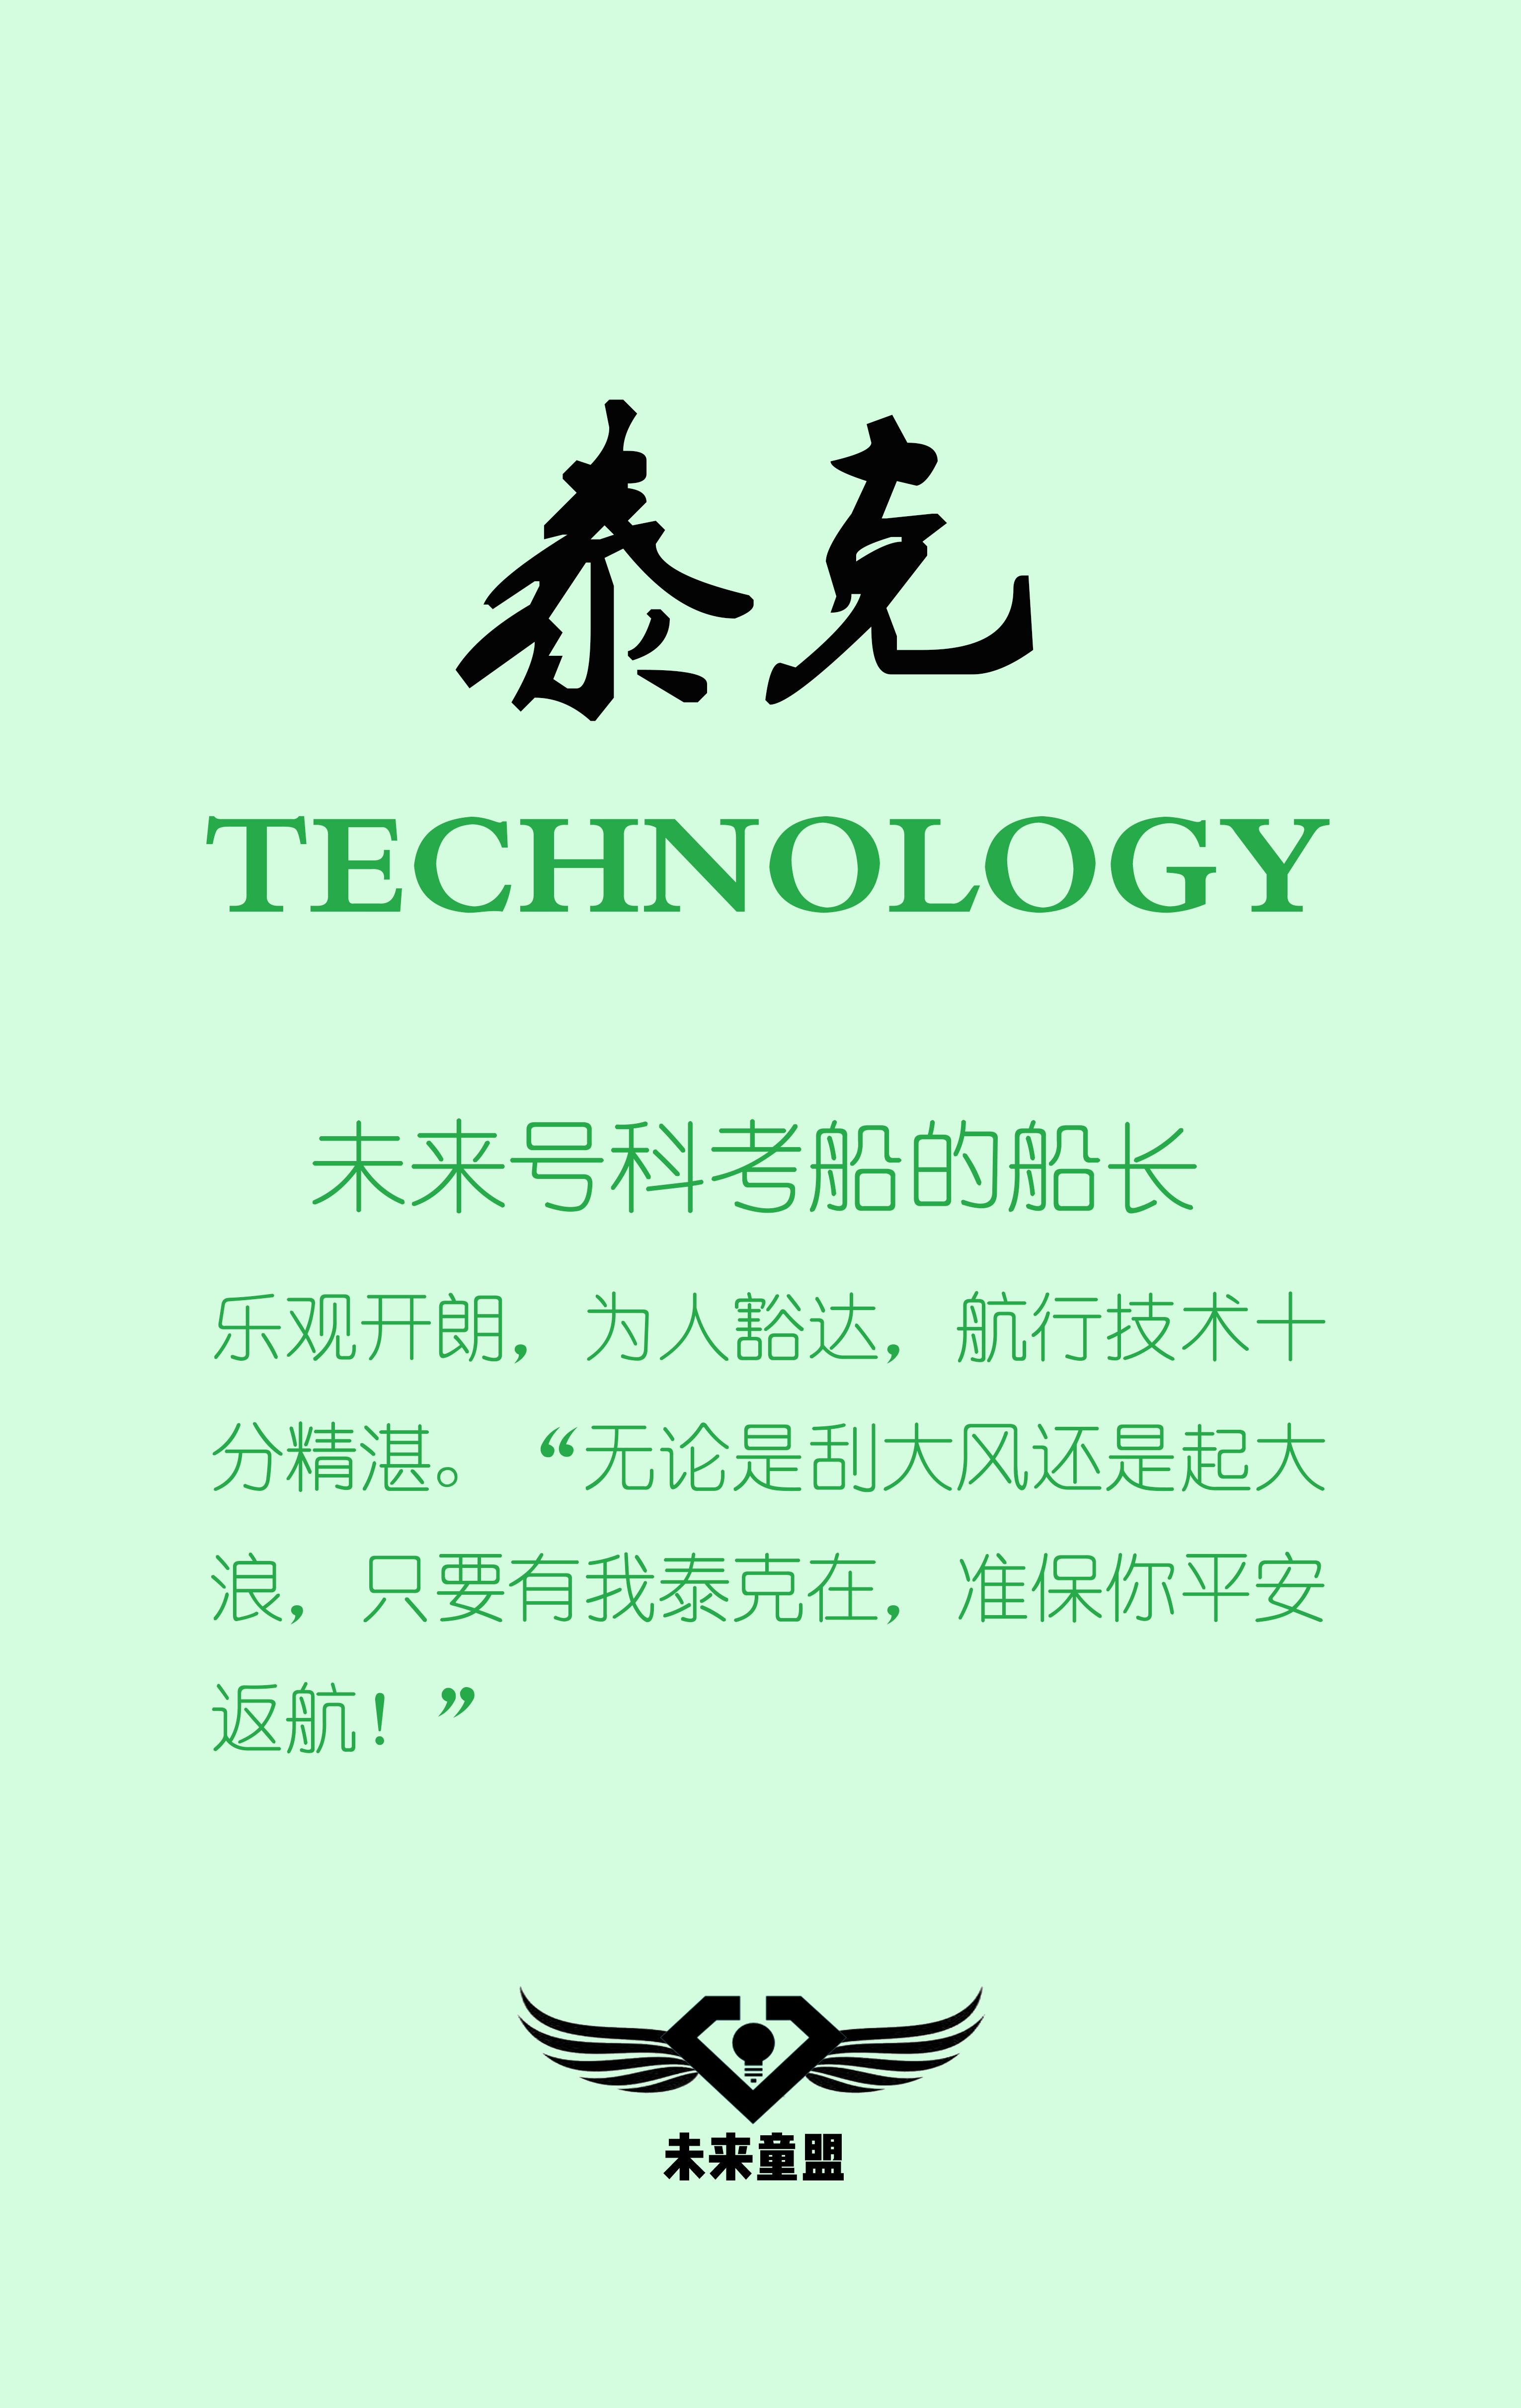 泰克
TECHNOLOGY
未来号科考船的船长
乐观开朗，为人豁达，航行技术十
分精湛。“无论是刮大风还是起大
浪，只要有我泰克在，准保你平安
返航！”
未来童盟